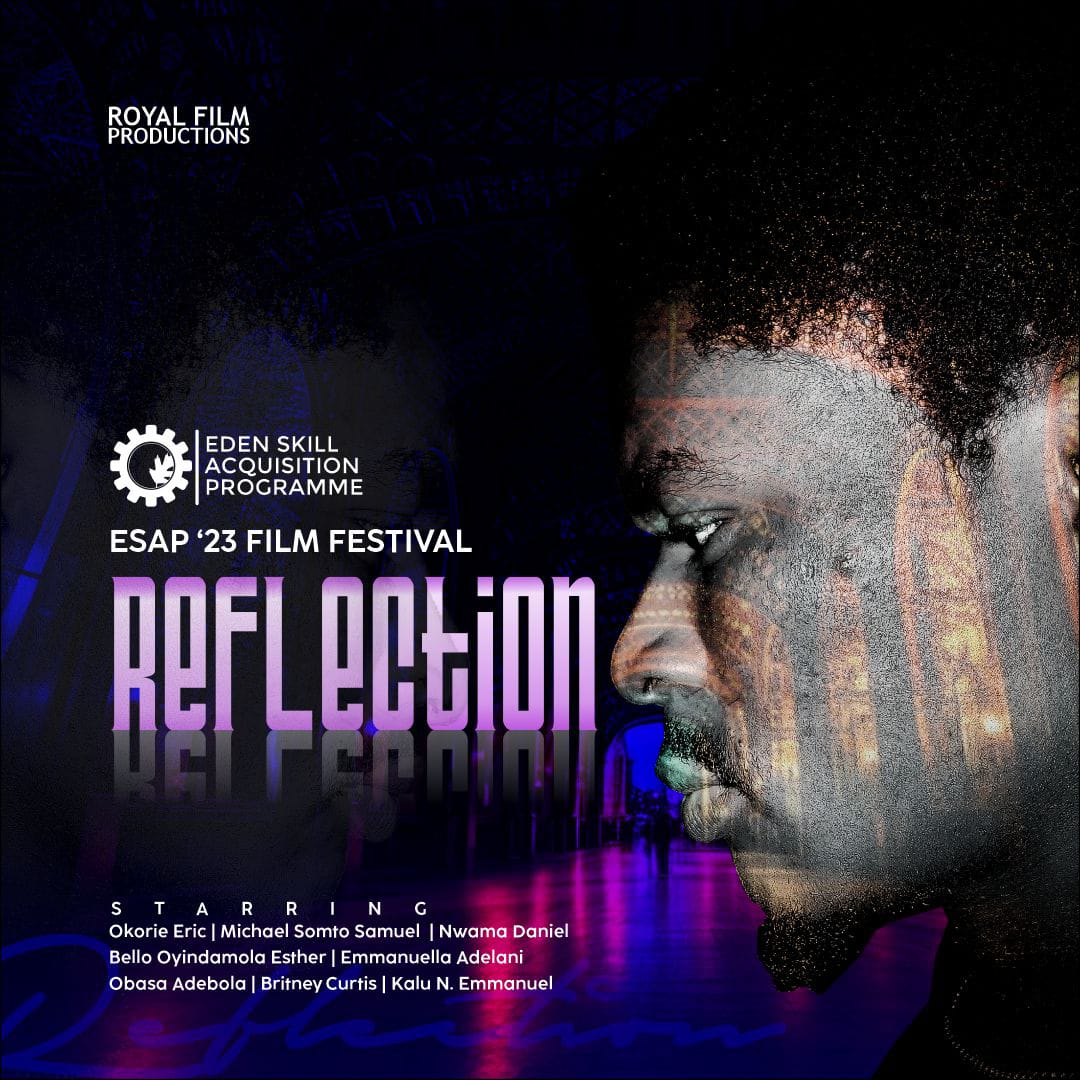 ROYAL FILM
PRODUCTIONS
EDEN SKILL
ACQUISITION
PROGRAMME
ESAP ‘23 FILM FESTIVAL
ReFLeCtiOn
STARRING
Okorie Eric | Michael Somto Samuel | Nwama Daniel
Bello Oyindamola Esther | Emmanuella Adelani
Obasa Adebola | Britney Curtis | Kalu N. Emmanuel
Reflection